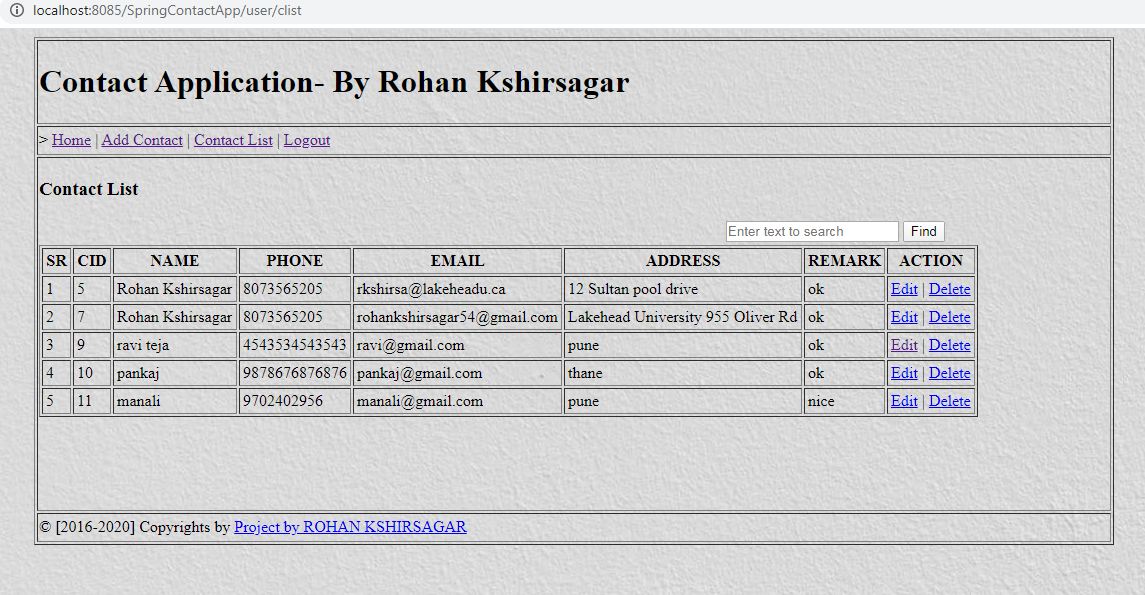 localhost:8085/SpringContactApp/user/clist
Contact Application- By Rohan Kshirsagar
> Home | Add Contact | Contact List | Logout
Contact List
Enter text to search Find
SR CID NAME PHONE EMAIL ADDRESS REMARK ACTION
1 5 Rohan Kshirsagar 8073565205 rkshirsa@lakeheadu.ca 12 Sultan pool drive ok Edit | Delete
2 7 Rohan Kshirsagar 8073565205 rohankshirsagar54@gmail.com Lakehead University 955 Oliver Rd ok Edit | Delete
3 9 ravi teja 4543534543543 ravi@gmail.com pune ok Edit | Delete
4 10 pankaj 9878676876876 pankaj@gmail.com thane ok Edit | Delete
5 11 manali 9702402956 manali@gmail.com pune nice Edit | Delete
© [2016-2020] Copyrights by Project by ROHAN KSHIRSAGAR